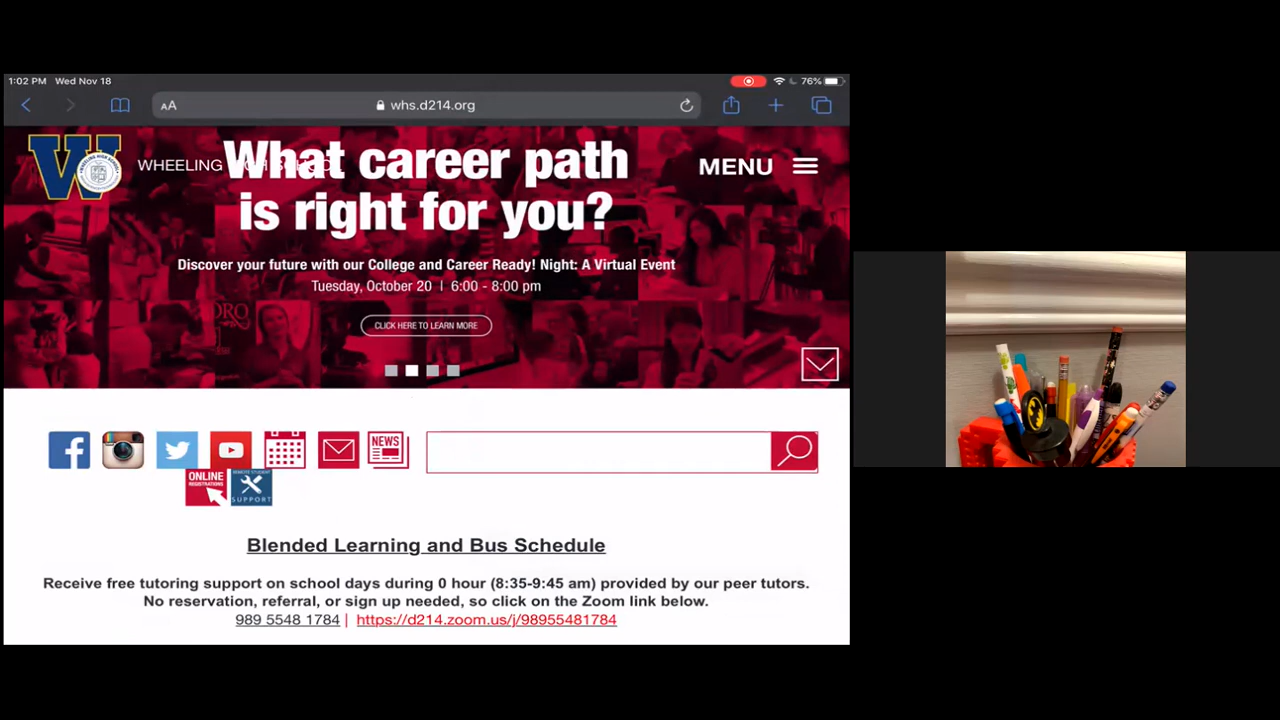 1:02 PM Wed Nov 18
76%
AA
whs.d214.org
W
WHEELING
What career path
is right for you?
MENU
Discover your future with our College and Career Ready! Night: A Virtual Event
Tuesday, October 20 | 6:00 - 8:00 pm
CLICK HERE TO LEARN MORE
NEWS
ONLINE
REGISTRATIONS
REMOTE STUDENT
SUPPORT
Blended Learning and Bus Schedule
Receive free tutoring support on school days during 0 hour (8:35-9:45 am) provided by our peer tutors.
No reservation, referral, or sign up needed, so click on the Zoom link below.
989 5548 1784 | https://d214.zoom.us/j/98955481784